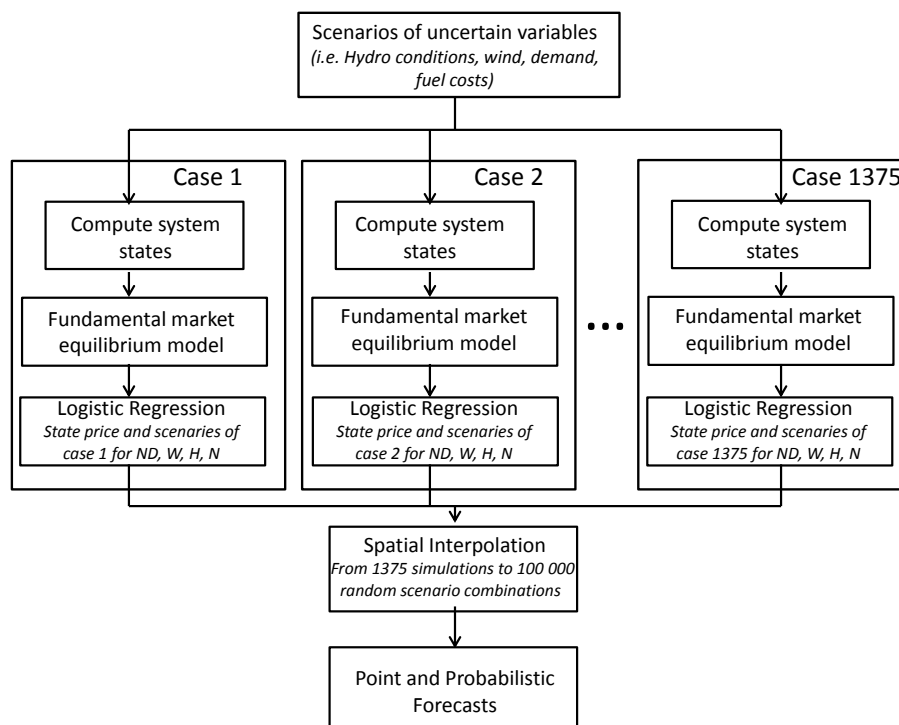 Scenarios of uncertain variables
(i.e. Hydro conditions, wind, demand,
fuel costs)
Case 1
Compute system
states
Fundamental market
equilibrium model
Logistic Regression
State price and scenaries of
case 1 for ND, W, H, N
Case 2
Compute system
states
Fundamental market
equilibrium model
Logistic Regression
State price and scenaries of
case 2 for ND, W, H, N
...
Case 1375
Compute system
states
Fundamental market
equilibrium model
Logistic Regression
State price and scenaries of
case 1375 for ND, W, H, N
Spatial Interpolation
From 1375 simulations to 100 000
random scenario combinations
Point and Probabilistic
Forecasts